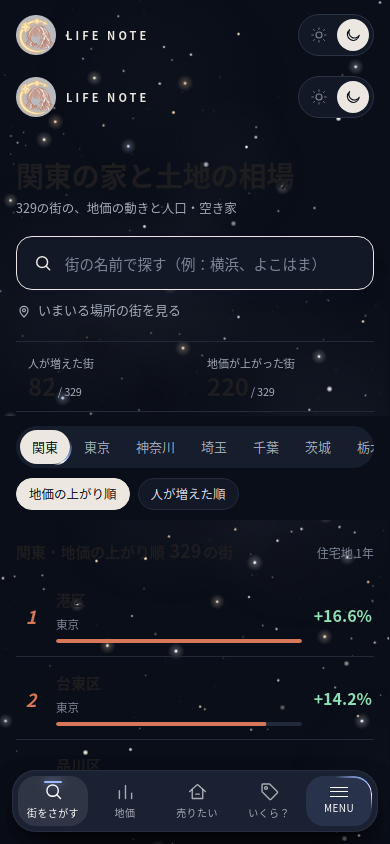 LIFE NOTE
LIFE NOTE
関東の家と土地の相場
329の街の、地価の動きと人口・空き家
街の名前で探す（例：横浜、よこはま）
いまいる場所の街を見る
人が増えた街 地価が上がった街
82 / 329 220 / 329
関東 東京 神奈川 埼玉 千葉 茨城 栃木
地価の上がり順 人が増えた順
関東・地価の上がり順 329の街 住宅地1年
港区
1 東京 +16.6%
台東区
2 東京 +14.2%
品川区
街をさがす 地価 売りたい いくら？ MENU